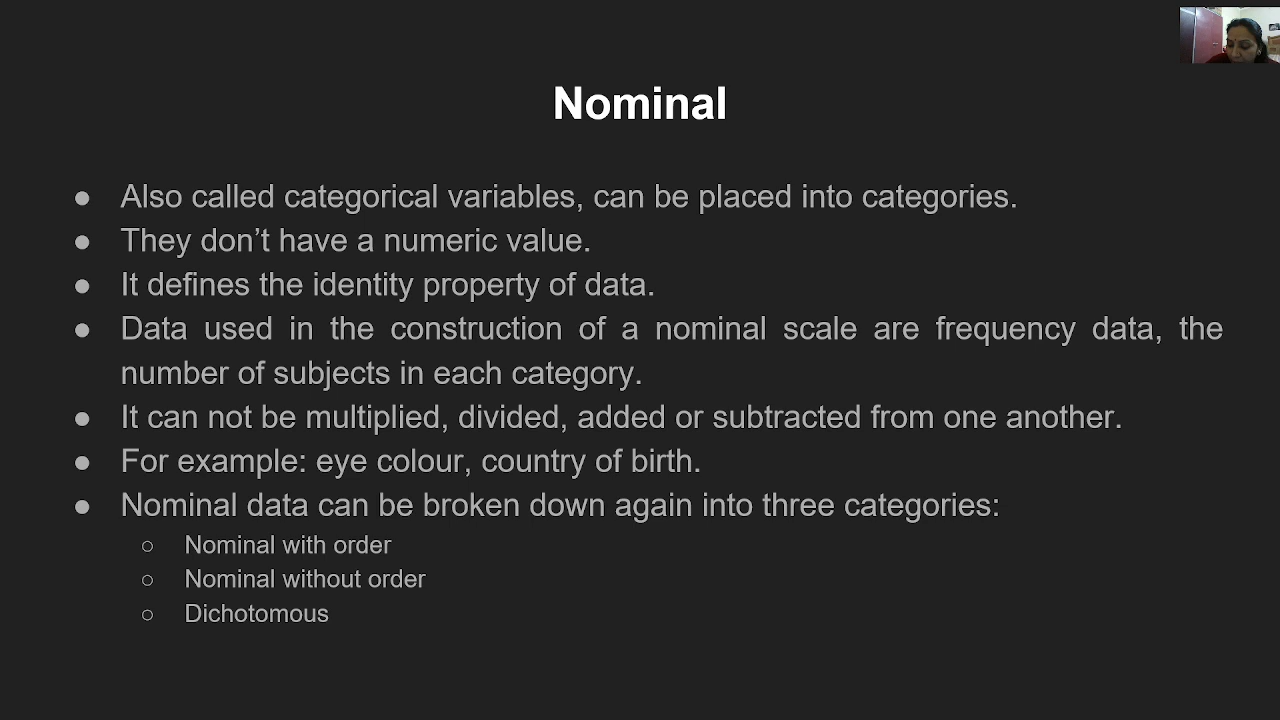 Nominal
● Also called categorical variables, can be placed into categories.
● They don’t have a numeric value.
● It defines the identity property of data.
● Data used in the construction of a nominal scale are frequency data, the
number of subjects in each category.
● It can not be multiplied, divided, added or subtracted from one another.
● For example: eye colour, country of birth.
● Nominal data can be broken down again into three categories:
○ Nominal with order
○ Nominal without order
○ Dichotomous